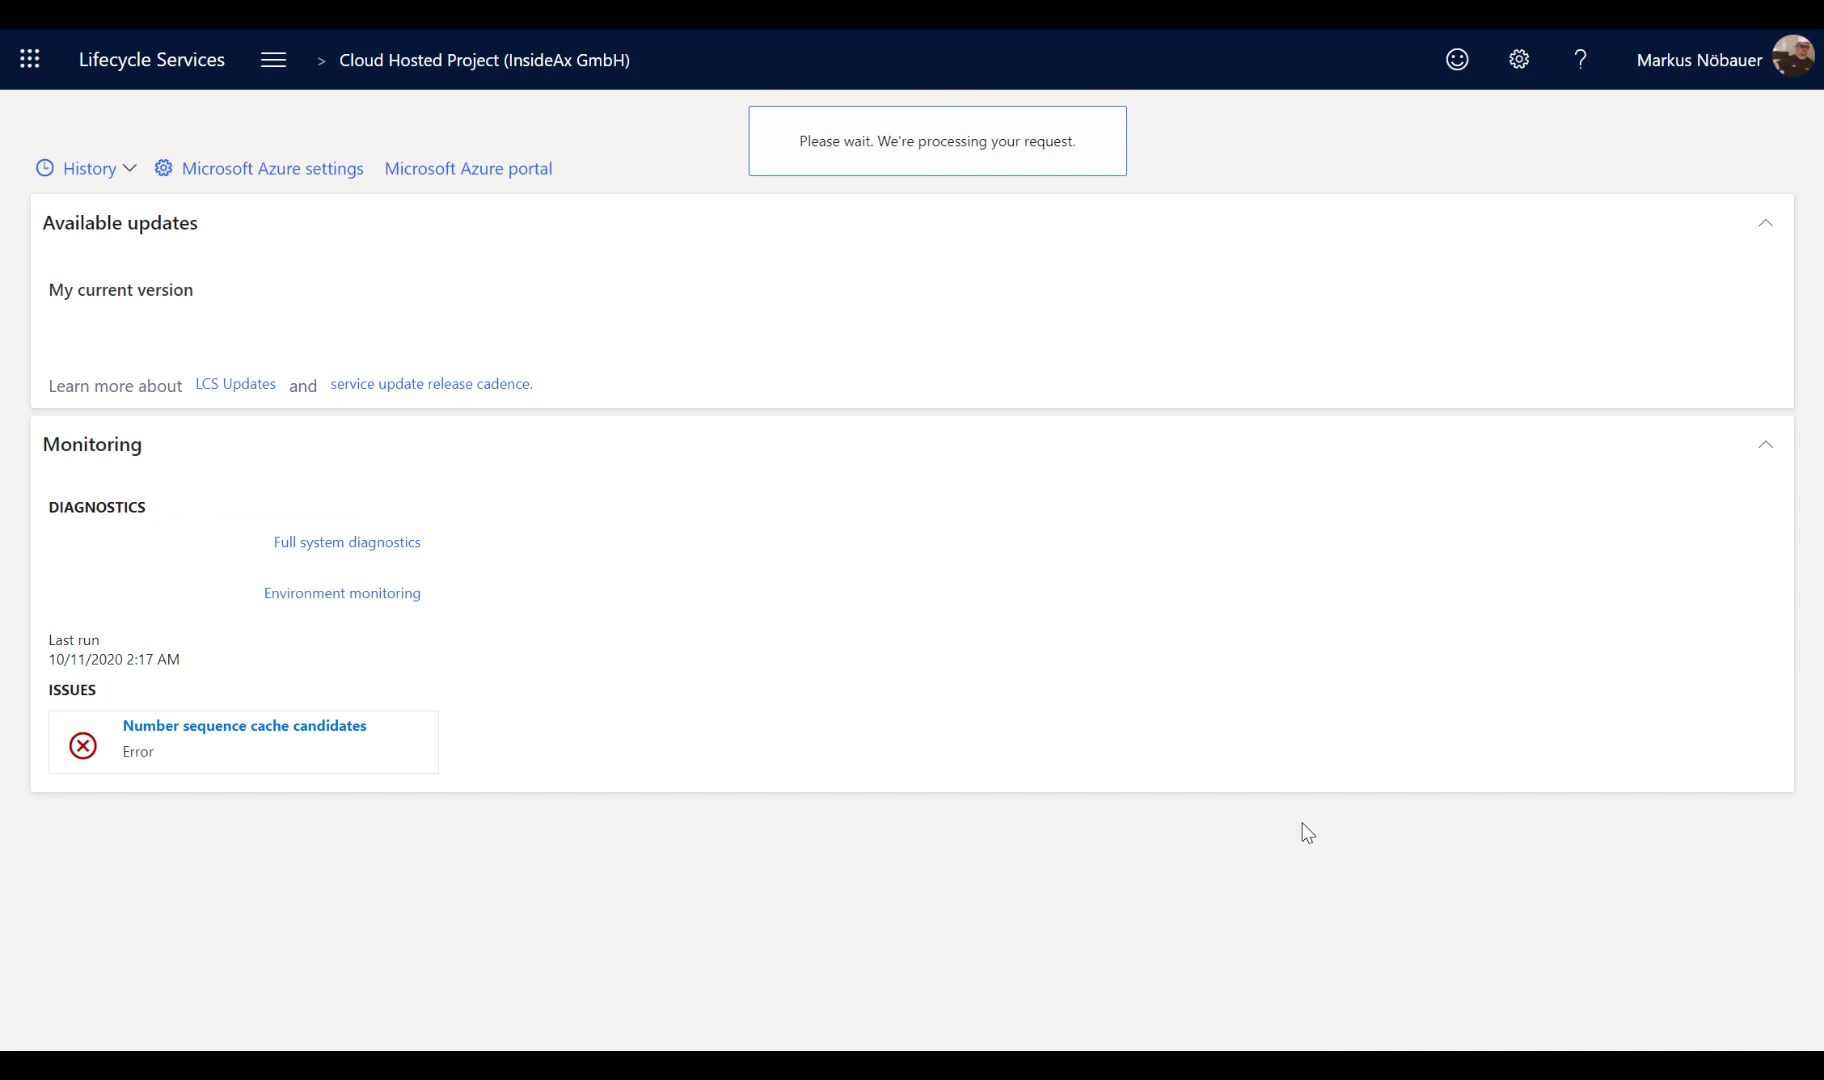 Lifecycle Services > Cloud Hosted Project (InsideAx GmbH) ? Markus Nöbauer
Please wait. We're processing your request.
History Microsoft Azure settings Microsoft Azure portal
Available updates
My current version
Learn more about LCS Updates and service update release cadence.
Monitoring
DIAGNOSTICS
Full system diagnostics
Environment monitoring
Last run
10/11/2020 2:17 AM
ISSUES
Number sequence cache candidates
Error